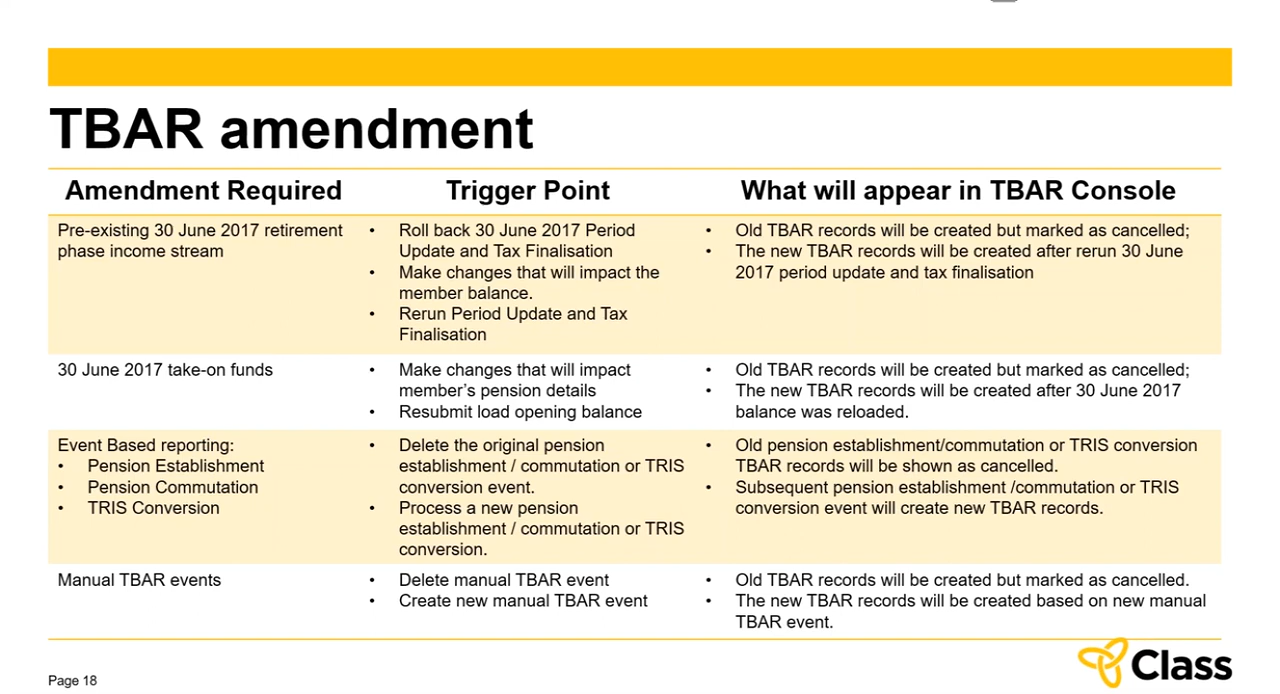 TBAR amendment
Amendment Required
Trigger Point
What will appear in TBAR Console
Pre-existing 30 June 2017 retirement
phase income stream
• Roll back 30 June 2017 Period
Update and Tax Finalisation
• Make changes that will impact the
member balance.
• Rerun Period Update and Tax
Finalisation
• Old TBAR records will be created but marked as cancelled;
• The new TBAR records will be created after rerun 30 June
2017 period update and tax finalisation
30 June 2017 take-on funds
• Make changes that will impact
member’s pension details
• Resubmit load opening balance
• Old TBAR records will be created but marked as cancelled;
• The new TBAR records will be created after 30 June 2017
balance was reloaded.
Event Based reporting:
• Pension Establishment
• Pension Commutation
• TRIS Conversion
• Delete the original pension
establishment / commutation or TRIS
conversion event.
• Process a new pension
establishment / commutation or TRIS
conversion.
• Old pension establishment/commutation or TRIS conversion
TBAR records will be shown as cancelled.
• Subsequent pension establishment /commutation or TRIS
conversion event will create new TBAR records.
Manual TBAR events
• Delete manual TBAR event
• Create new manual TBAR event
• Old TBAR records will be created but marked as cancelled.
• The new TBAR records will be created based on new manual
TBAR event.
Page 18
Class